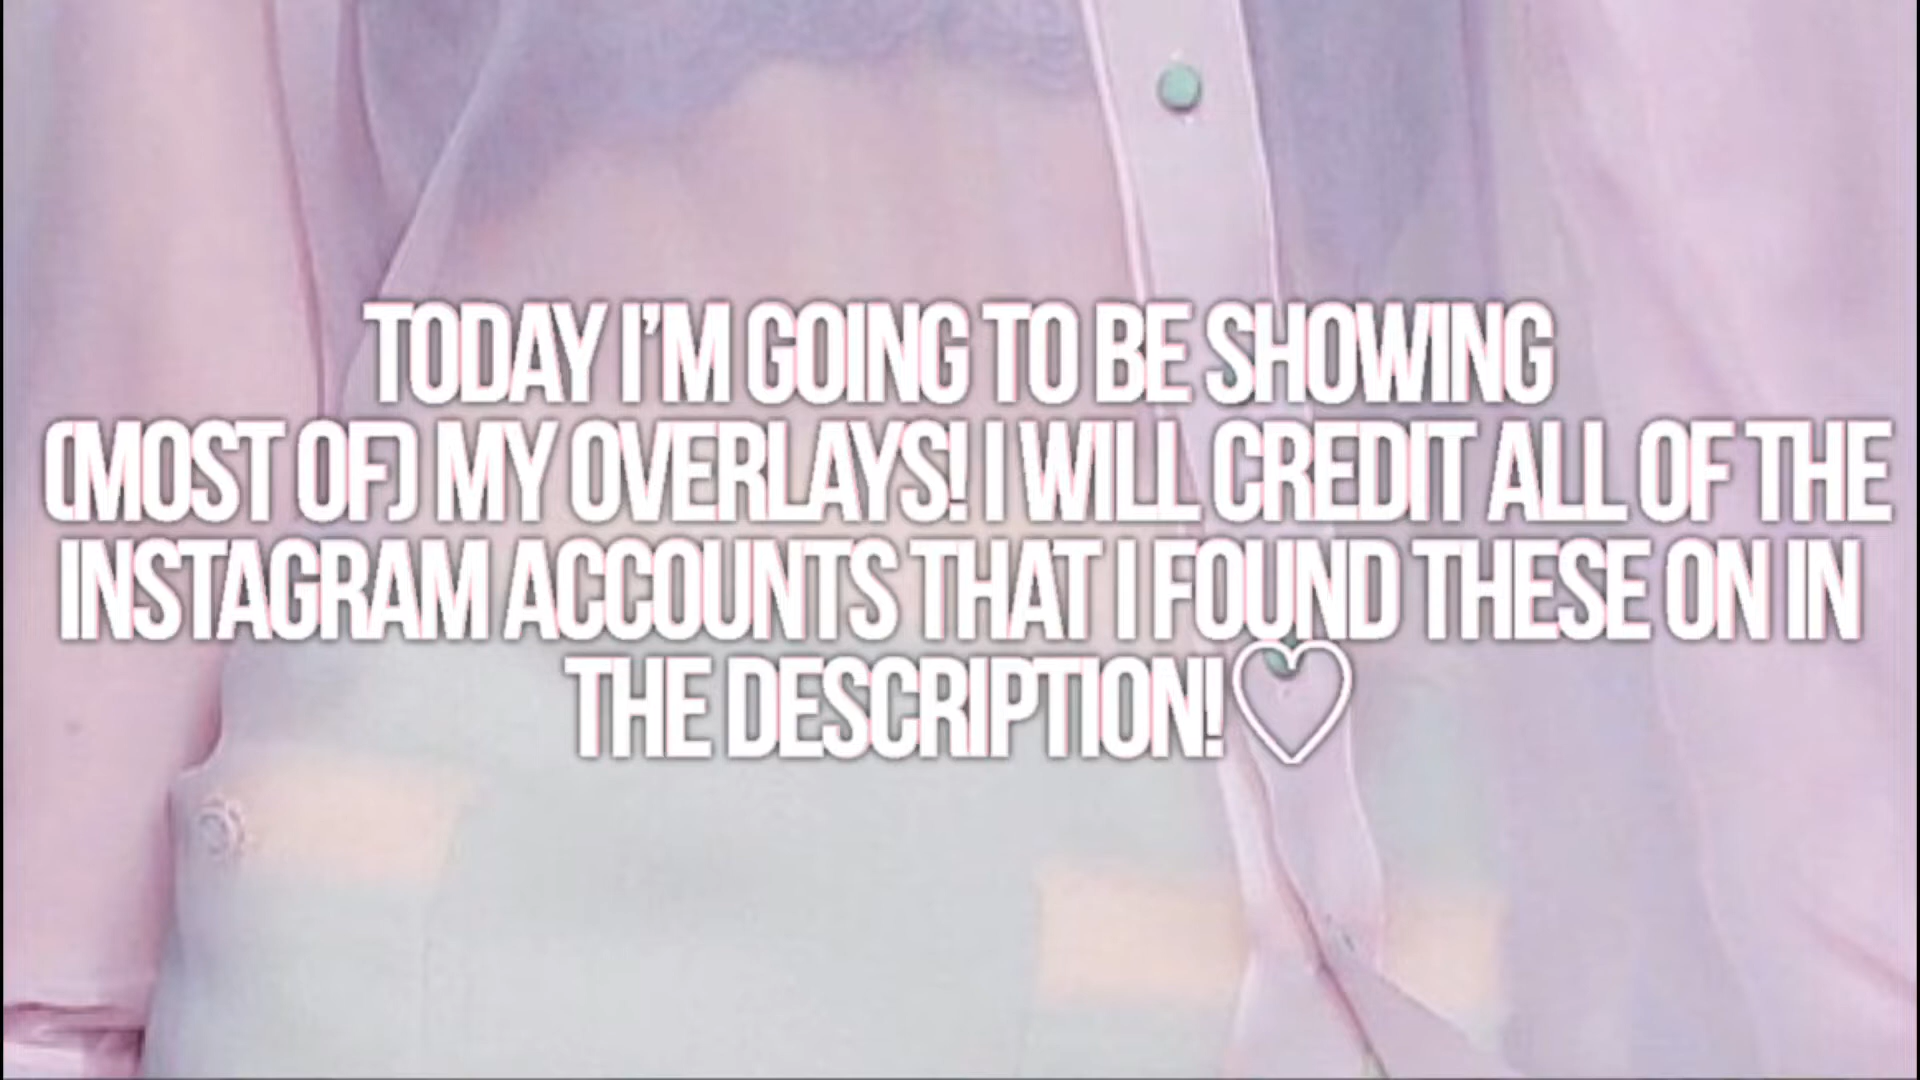 TODAY I'M GOING TO BE SHOWING
(MOST OF) MY OVERLAYS! I WILL CREDIT ALL OF THE
INSTAGRAM ACCOUNTS THAT I FOUND THESE ON IN
THE DESCRIPTION!♡